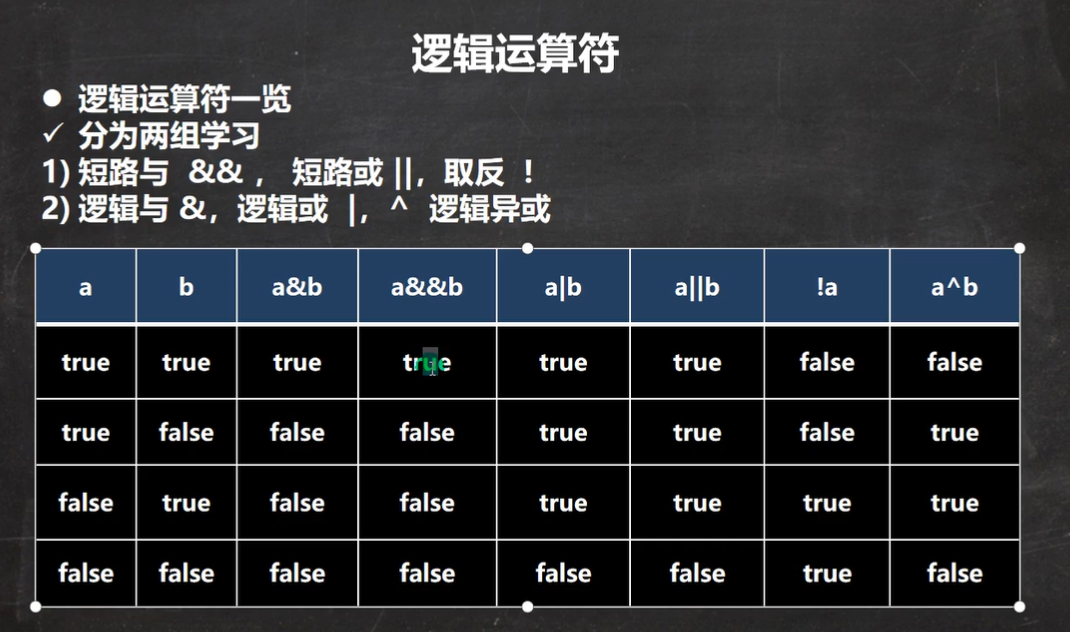 逻辑运算符
逻辑运算符一览
分为两组学习
1) 短路与 && ， 短路或 ||，取反 ！
2) 逻辑与 &，逻辑或 |， ^ 逻辑异或
a b a&b a&&b a|b a||b !a a^b
true true true true true true false false
true false false false true true false true
false true false false true true true true
false false false false false false true false